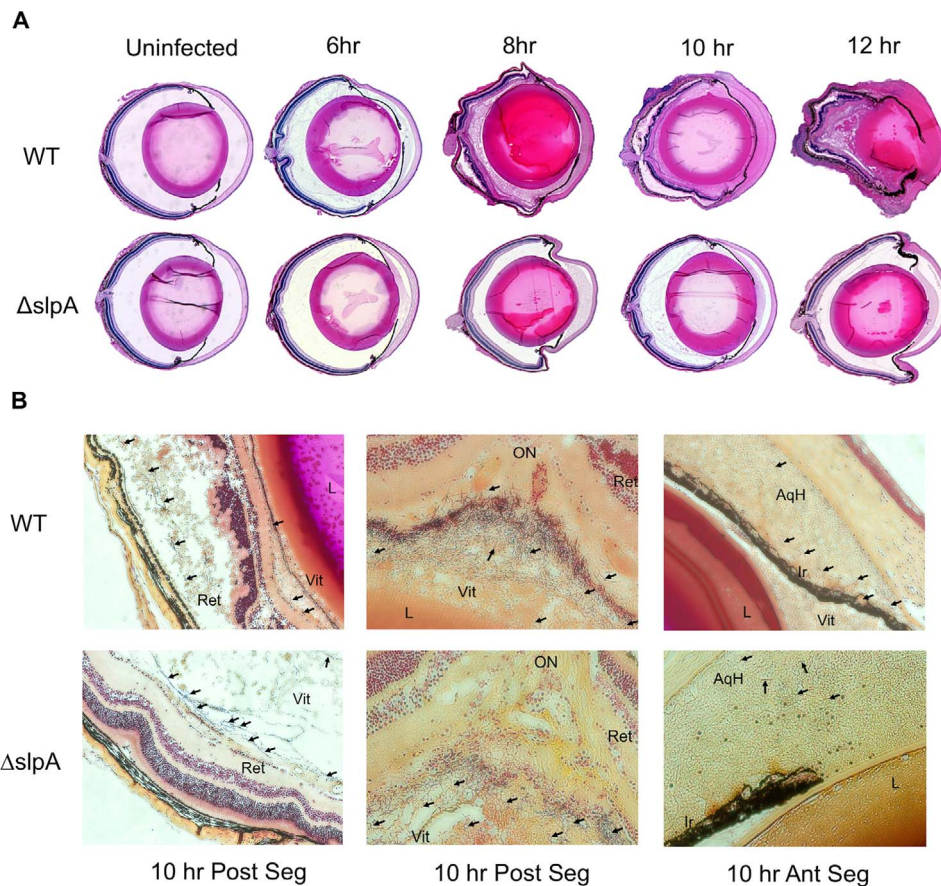 A
Uninfected 6hr 8hr 10 hr 12 hr
WT
ΔslpA
B
WT
L
Ret
Vit
ON
Ret
Vit
L
AqH
Ir
L
Vit
ΔslpA
Vit
Ret
ON
Ret
Vit
AqH
Ir
L
10 hr Post Seg 10 hr Post Seg 10 hr Ant Seg